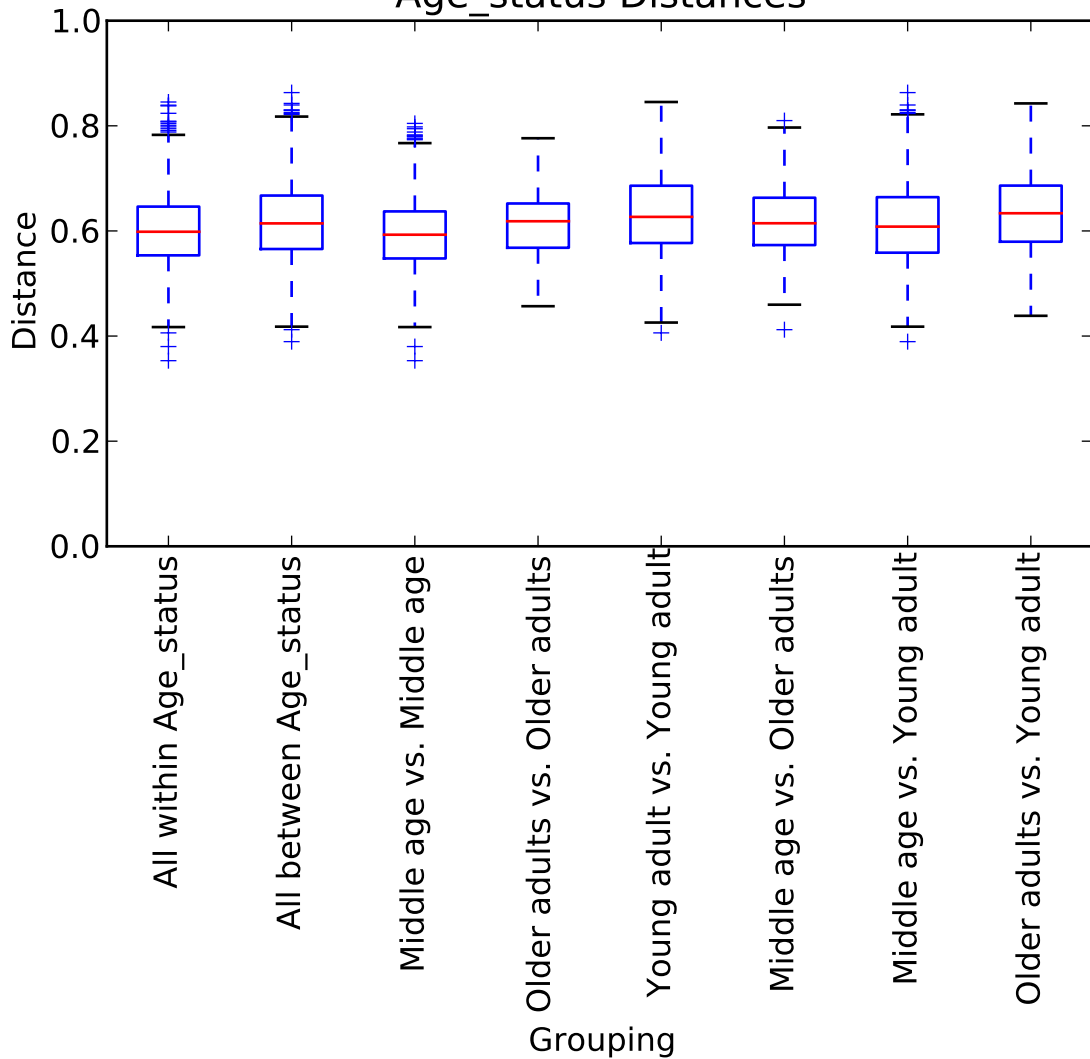 Age_status Distances
1.0
0.8
0.6
0.4
0.2
0.0
Distance
All within Age_status
All between Age_status
Middle age vs. Middle age
Older adults vs. Older adults
Young adult vs. Young adult
Middle age vs. Older adults
Middle age vs. Young adult
Older adults vs. Young adult
Grouping